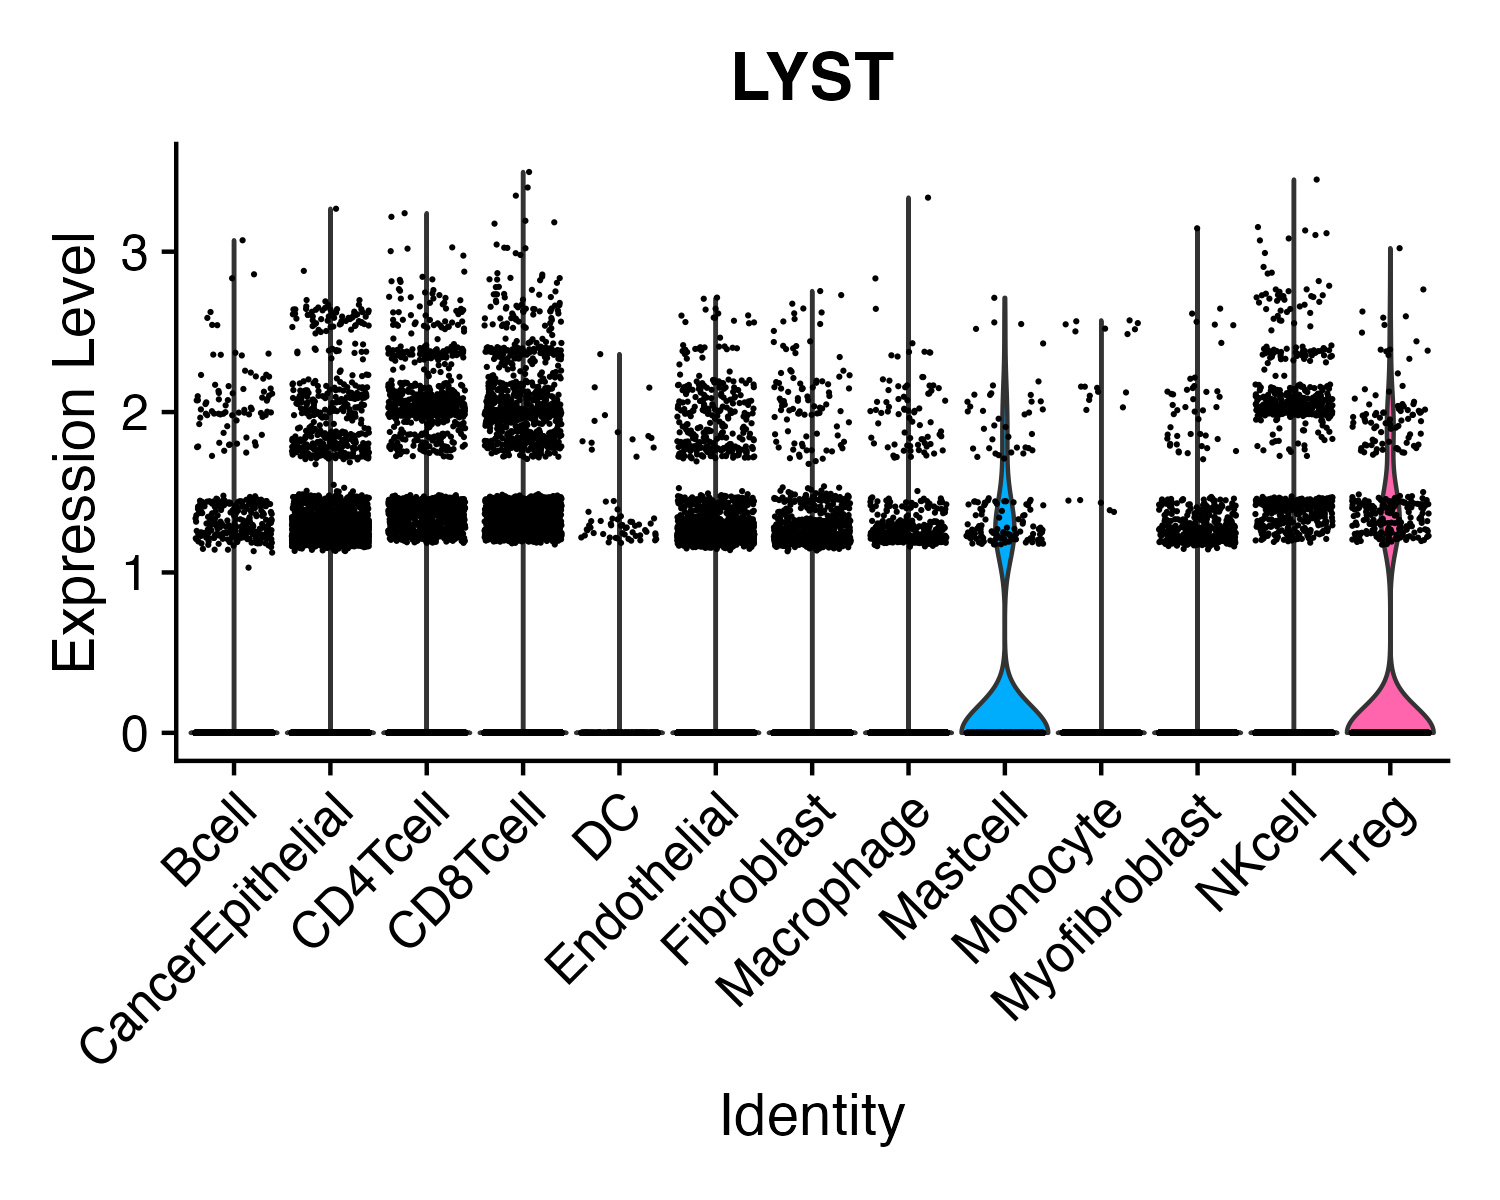 LYST
Expression Level
3
2
1
0
Bcell
CancerEpithelial
CD4Tcell
CD8Tcell
DC
Endothelial
Fibroblast
Macrophage
Mastcell
Monocyte
Myofibroblast
NKcell
Treg
Identity